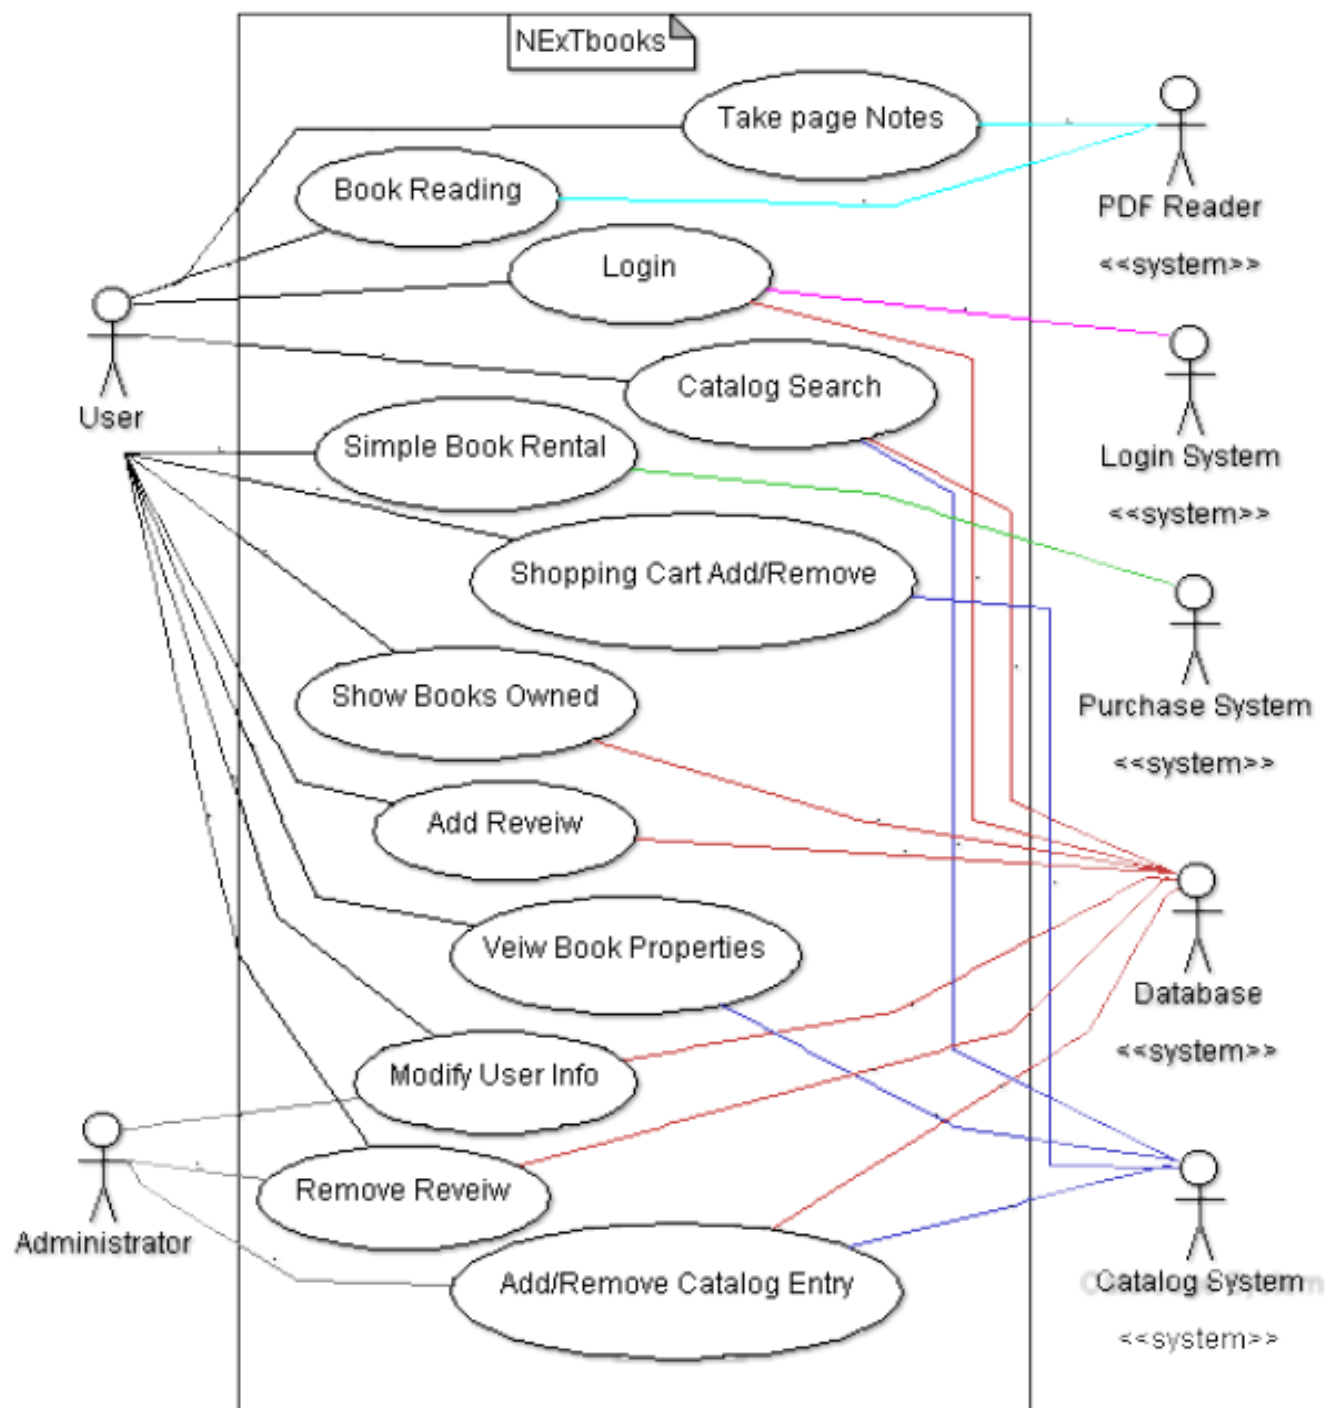 NExTbooks
Take page Notes
Book Reading
PDF Reader
<<system>>
Login
User
Catalog Search
Login System
<<system>>
Simple Book Rental
Shopping Cart Add/Remove
Purchase System
<<system>>
Show Books Owned
Add Reveiw
Veiw Book Properties
Database
<<system>>
Modify User Info
Remove Reveiw
Administrator
Add/Remove Catalog Entry
Catalog System
<<system>>